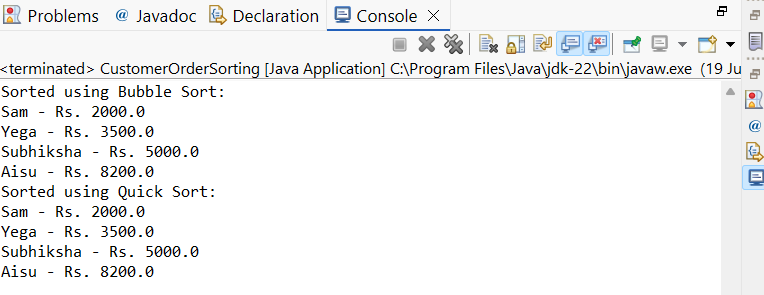 Problems @ Javadoc Declaration Console
<terminated> CustomerOrderSorting [Java Application] C:\Program Files\Java\jdk-22\bin\javaw.exe (19 Ju
Sorted using Bubble Sort:
Sam - Rs. 2000.0
Yega - Rs. 3500.0
Subhiksha - Rs. 5000.0
Aisu - Rs. 8200.0
Sorted using Quick Sort:
Sam - Rs. 2000.0
Yega - Rs. 3500.0
Subhiksha - Rs. 5000.0
Aisu - Rs. 8200.0